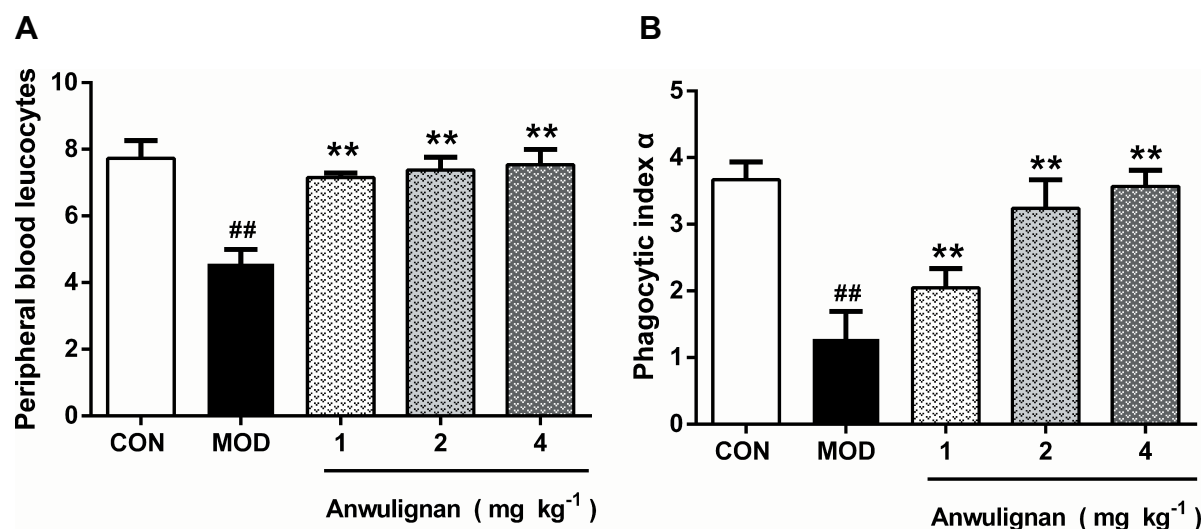 A
Peripheral blood leucocytes
10
8
6
4
2
0
** ** **
##
CON MOD 1 2 4
Anwulignan ( mg kg-1 )
B
Phagocytic index α
5
4
3
2
1
0
** **
**
##
CON MOD 1 2 4
Anwulignan ( mg kg-1 )